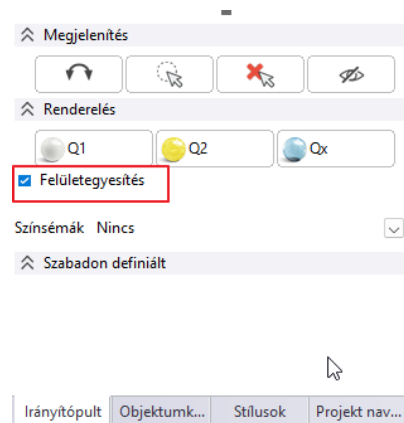 Megjelenítés
Renderelés
Q1 Q2 Qx
Felületegyesítés
Színsémák Nincs
Szabadon definiált
Irányítópult Objektumk... Stílusok Projekt nav...